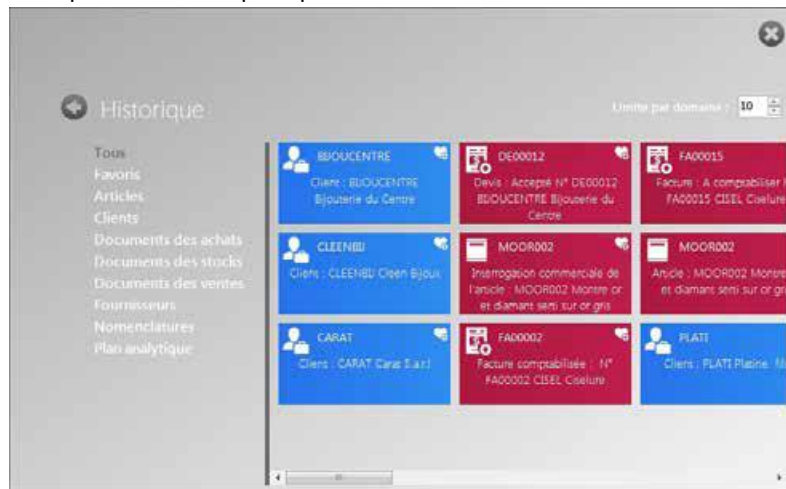 Historique
Limite par domaine : 10
Tous
Favoris
Articles
Clients
Documents des achats
Documents des stocks
Documents des ventes
Fournisseurs
Nomenclatures
Plan analytique
BIJOUCENTRE
Client : BIJOUCENTRE
Bijouterie du Centre
DE00012
Devis : Accepté N° DE00012
BIJOUCENTRE Bijouterie du
Centre
FA00015
Facture : A comptabiliser
FA00015 CISEL Ciselure
CLEENBIJ
Client : CLEENBIJ Cleen Bijoux
MOOR002
Interrogation commerciale de
l'article : MOOR002 Montre or
et diamant serti sur or gris
MOOR002
Article : MOOR002 Montre
et diamant serti sur or gri
CARAT
Client : CARAT Carat S.a.r.l
FA00002
Facture comptabilisée : N°
FA00002 CISEL Ciselure
PLATI
Client : PLATI Platine